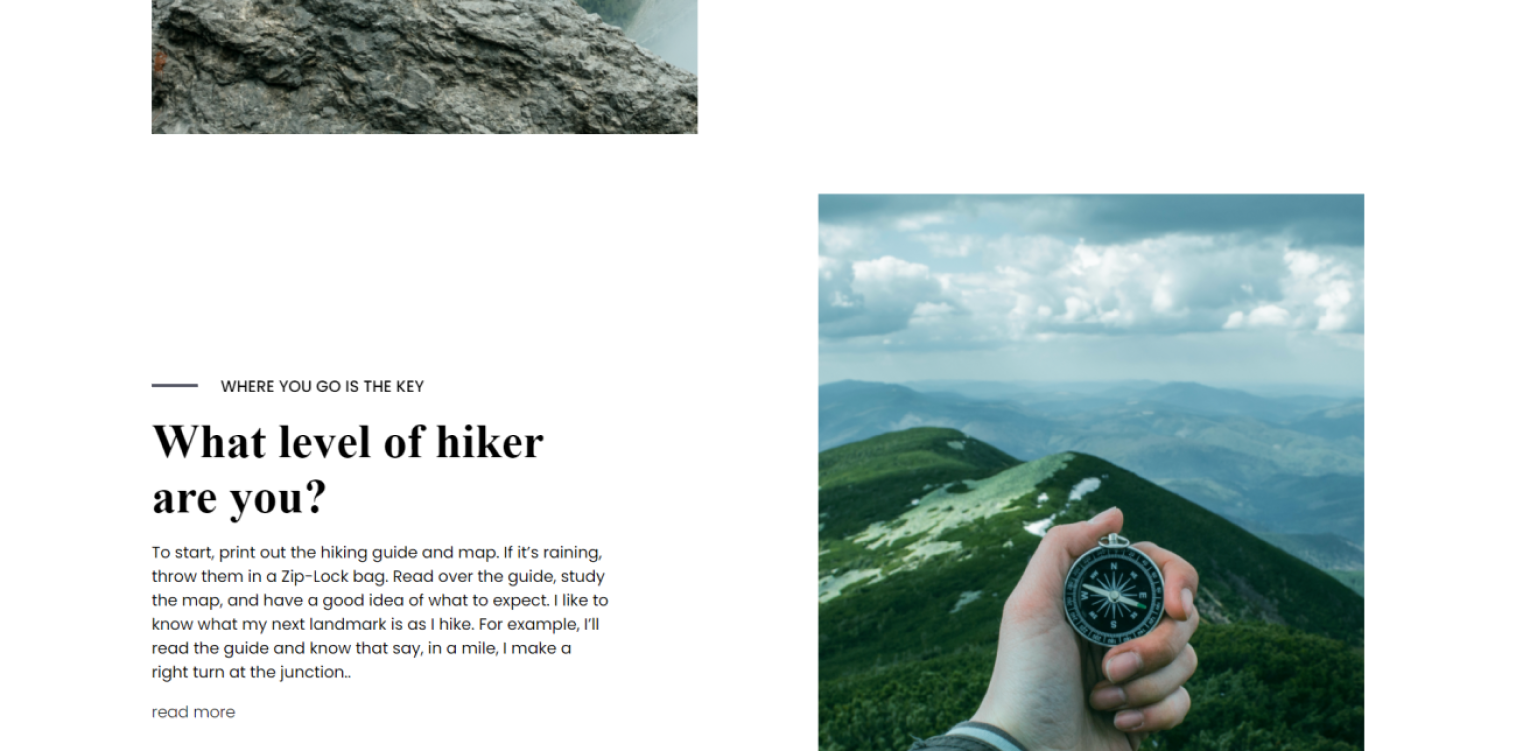 WHERE YOU GO IS THE KEY
What level of hiker
are you?
To start, print out the hiking guide and map. If it’s raining,
throw them in a Zip-Lock bag. Read over the guide, study
the map, and have a good idea of what to expect. I like to
know what my next landmark is as I hike. For example, I’ll
read the guide and know that say, in a mile, I make a
right turn at the junction..
read more
N
W
E
S